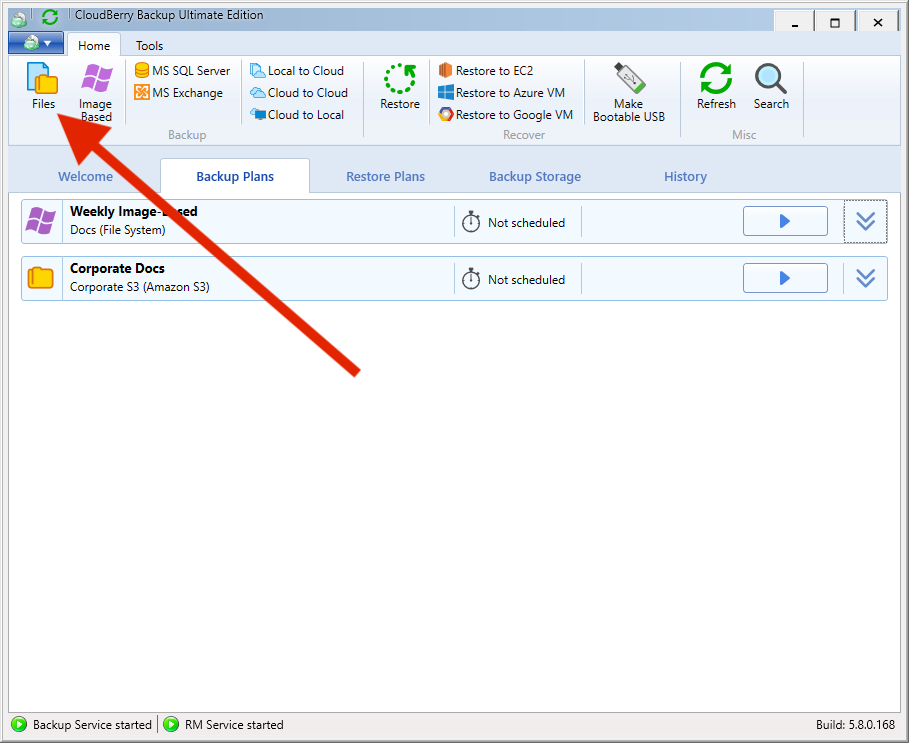 CloudBerry Backup Ultimate Edition
Home
Tools
Files
Image
Based
MS SQL Server
MS Exchange
Backup
Local to Cloud
Cloud to Cloud
Cloud to Local
Restore
Restore to EC2
Restore to Azure VM
Restore to Google VM
Recover
Make
Bootable USB
Refresh
Search
Misc
Welcome
Backup Plans
Restore Plans
Backup Storage
History
Weekly Image-Based
Docs (File System)
Not scheduled
Corporate Docs
Corporate S3 (Amazon S3)
Not scheduled
Backup Service started
RM Service started
Build: 5.8.0.168